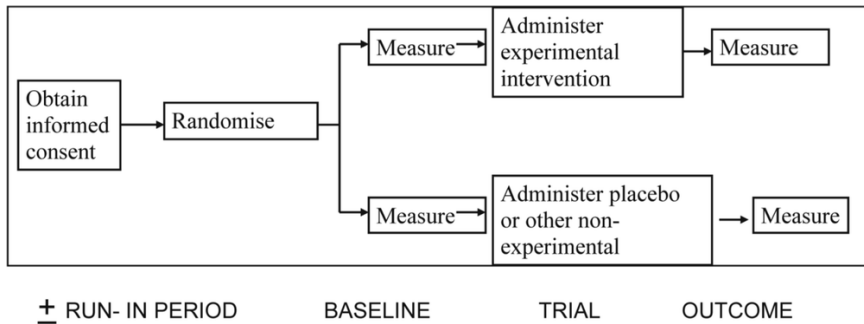 Obtain
informed
consent
Randomise
Measure
Administer
experimental
intervention
Measure
Measure
Administer placebo
or other non-
experimental
Measure
± RUN- IN PERIOD BASELINE TRIAL OUTCOME